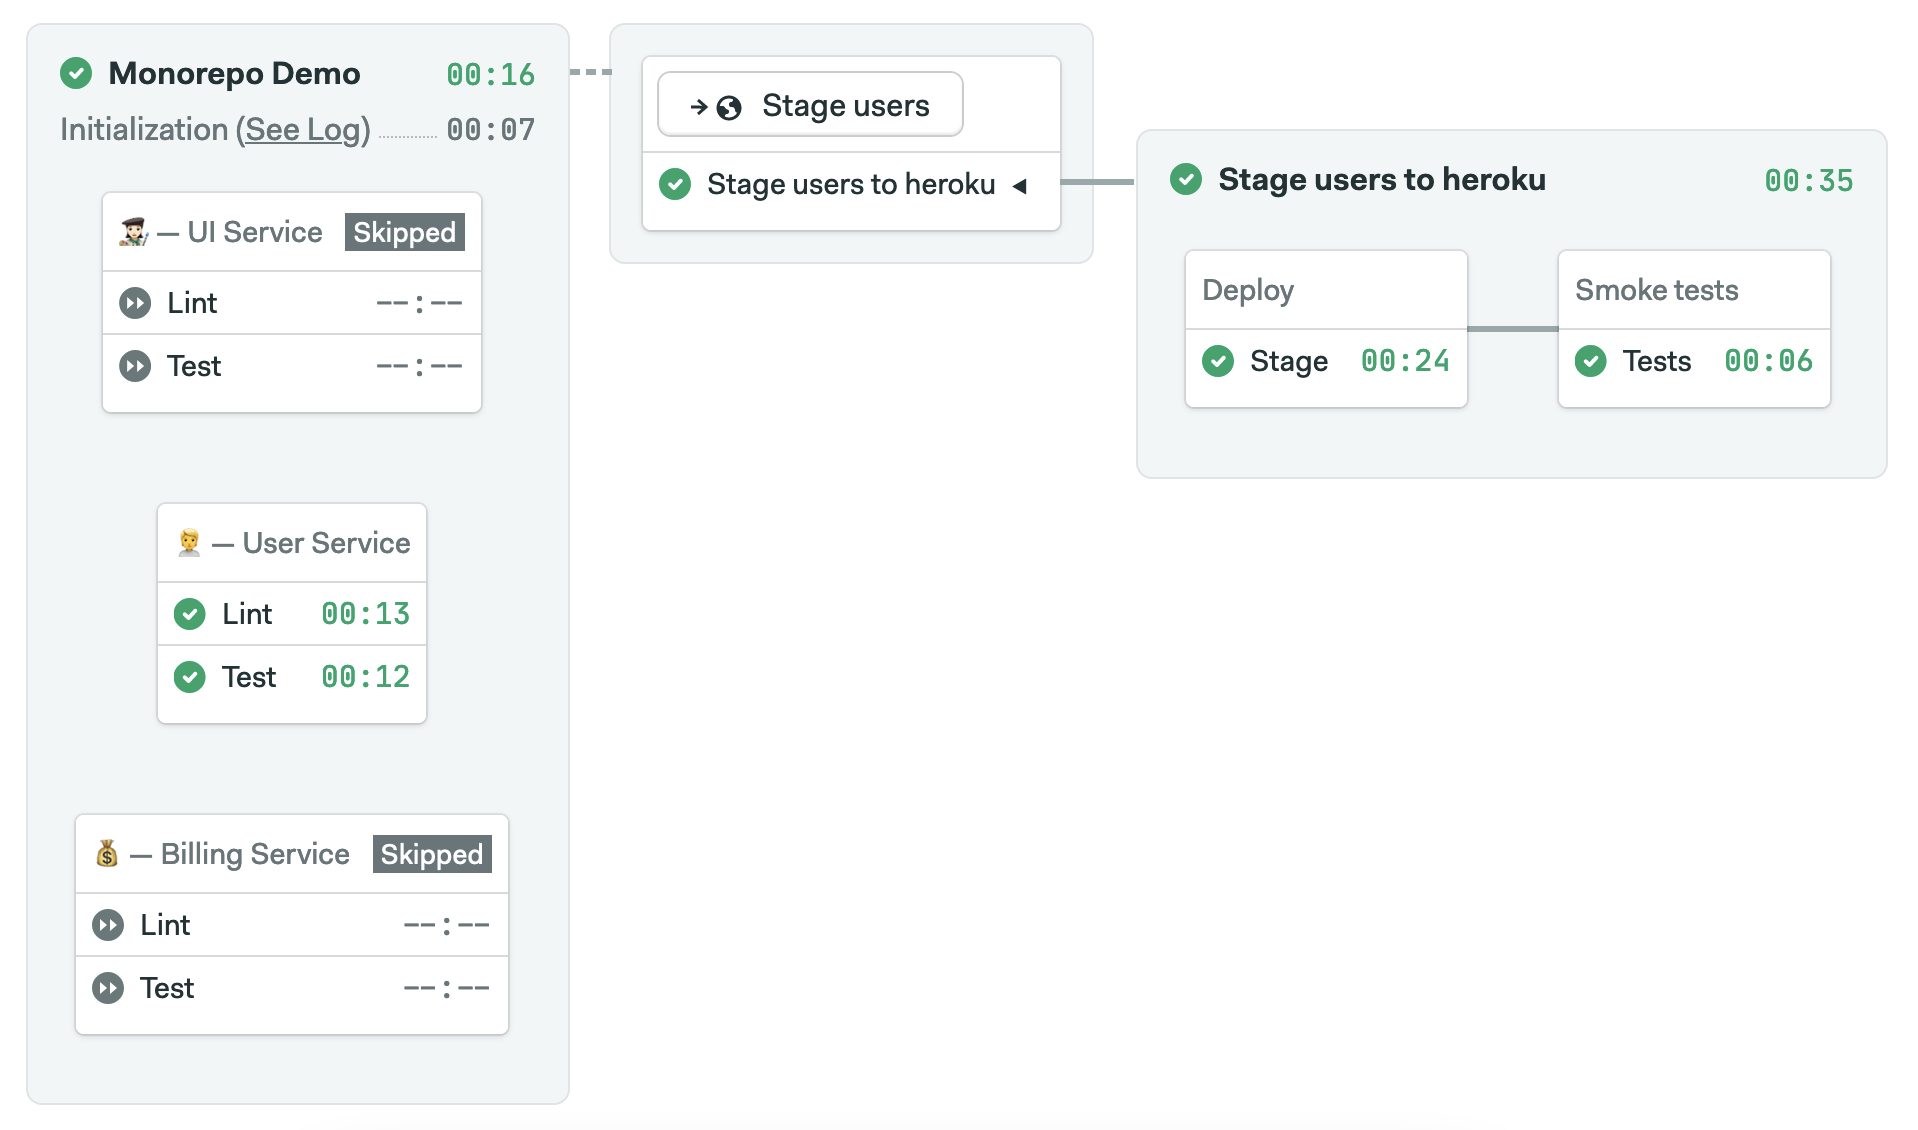 Monorepo Demo 00:16
Initialization (See Log) 00:07
— UI Service Skipped
Lint --:--
Test --:--
— User Service
Lint 00:13
Test 00:12
— Billing Service Skipped
Lint --:--
Test --:--
Stage users
Stage users to heroku
Stage users to heroku 00:35
Deploy
Stage 00:24
Smoke tests
Tests 00:06